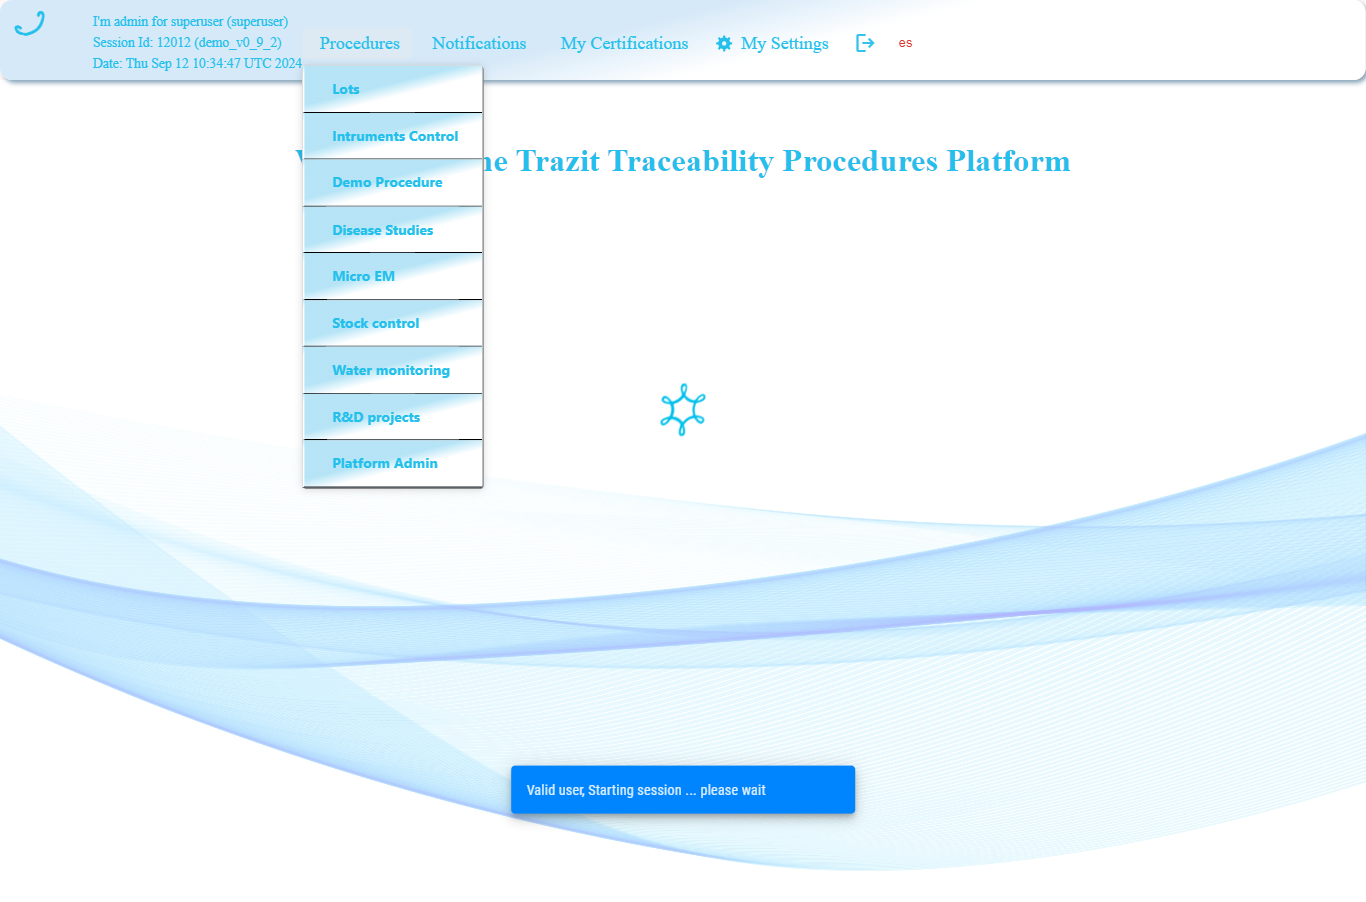 I'm admin for superuser (superuser)
Session Id: 12012 (demo_v0_9_2)
Date: Thu Sep 12 10:34:47 UTC 2024
Procedures
Notifications
My Certifications
My Settings
es
Lots
Intruments Control
Demo Procedure
Disease Studies
Micro EM
Stock control
Water monitoring
R&D projects
Platform Admin
Trazit Traceability Procedures Platform
Valid user, Starting session ... please wait